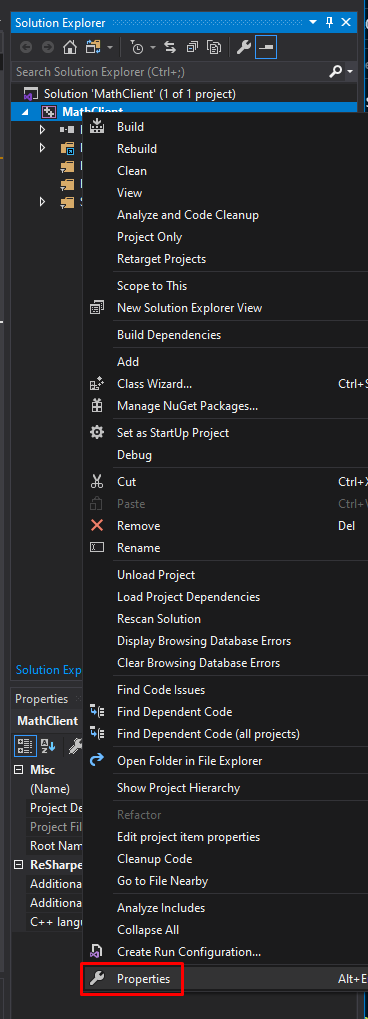 Solution Explorer
Search Solution Explorer (Ctrl+;)
Solution 'MathClient' (1 of 1 project)
MathClient
Build
Rebuild
Clean
View
Analyze and Code Cleanup
Project Only
Retarget Projects
Scope to This
New Solution Explorer View
Build Dependencies
Add
Class Wizard...
Ctrl+
Manage NuGet Packages...
Set as StartUp Project
Debug
Cut
Ctrl+X
Paste
Ctrl+
Remove
Del
Rename
Unload Project
Load Project Dependencies
Rescan Solution
Display Browsing Database Errors
Clear Browsing Database Errors
Find Code Issues
Find Dependent Code
Find Dependent Code (all projects)
Open Folder in File Explorer
Show Project Hierarchy
Refactor
Edit project item properties
Cleanup Code
Go to File Nearby
Analyze Includes
Collapse All
Create Run Configuration...
Properties
Alt+E
Solution Exp
Properties
MathClient
Misc
(Name)
Project De
Project Fil
Root Nam
ReSharpe
Additiona
Additiona
C++ langu